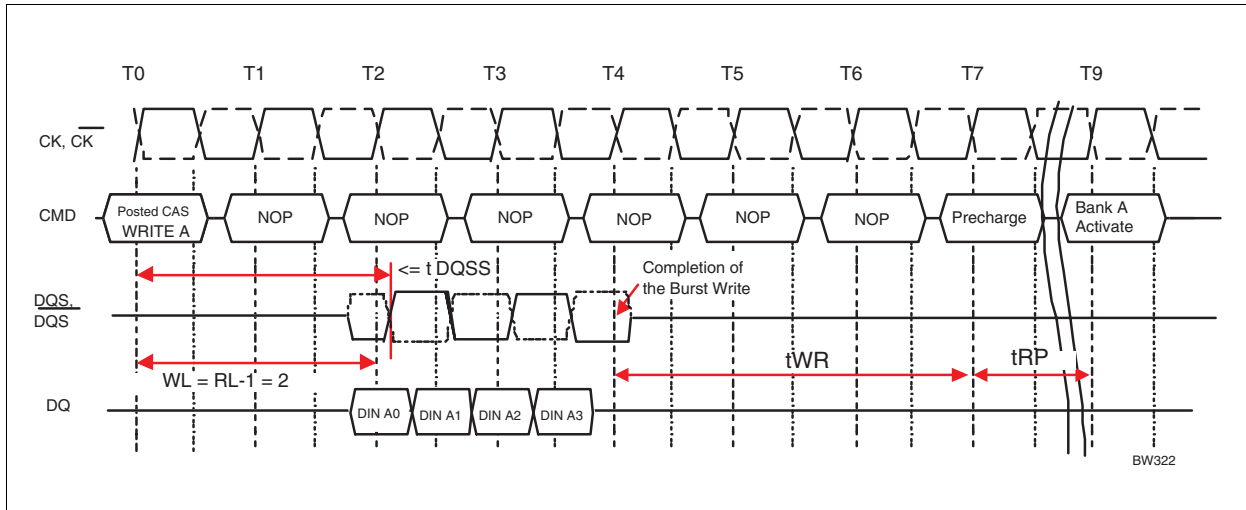 T0 T1 T2 T3 T4 T5 T6 T7 T9
CK, CK
CMD
Posted CAS
WRITE A
NOP NOP NOP NOP NOP NOP
Precharge
Bank A
Activate
<= t DQSS
Completion of
the Burst Write
DQS,
DQS
WL = RL-1 = 2
tWR
tRP
DQ
DIN A0 DIN A1 DIN A2 DIN A3
BW322